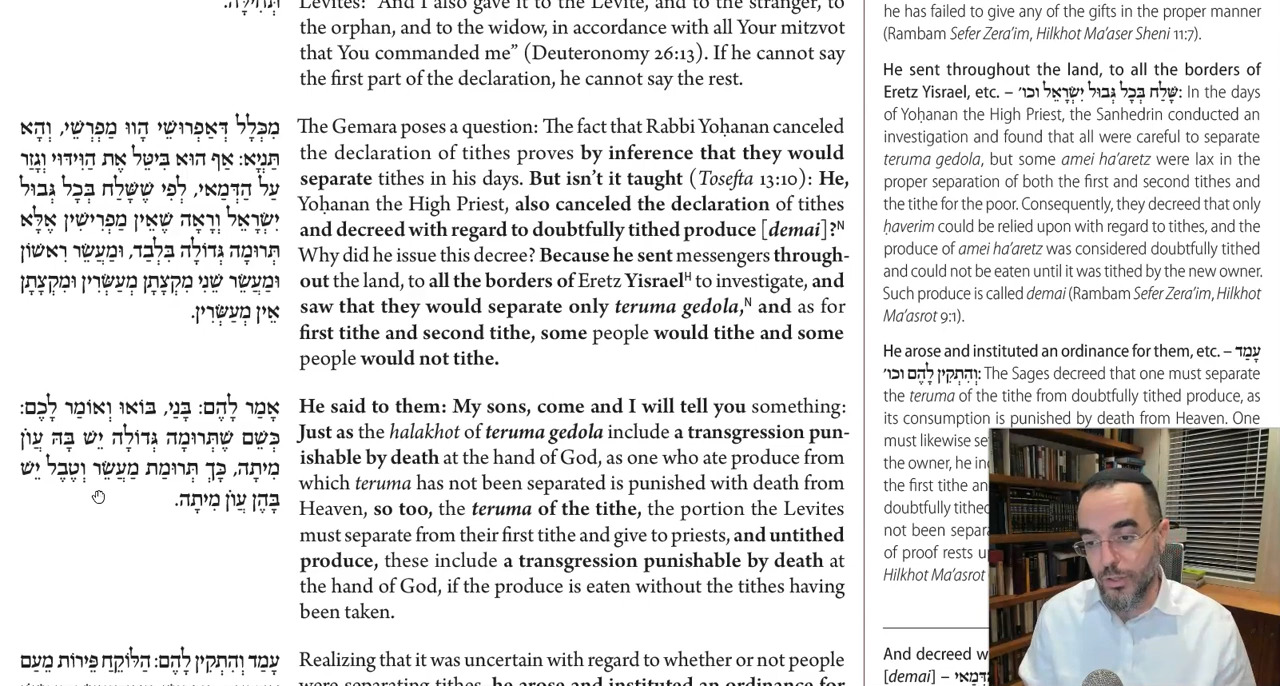 תְּחִילָּה.
מִכְּלָל דְּאַפְרוּשֵׁי הָווּ מַפְרְשֵׁי, וְהָא
תַּנְיָא: אַף הוּא בִּיטֵּל אֶת הַוִּידּוּי וְגָזַר
עַל הַדְּמַאי, לְפִי שֶׁשָּׁלַח בְּכָל גְּבוּל
יִשְׂרָאֵל וְרָאָה שֶׁאֵין מַפְרִישִׁין אֶלָּא
תְּרוּמָה גְּדוֹלָה בִּלְבַד, וּמַעֲשֵׂר רִאשׁוֹן
וּמַעֲשֵׂר שֵׁנִי מִקְצָתָן מְעַשְּׂרִין וּמִקְצָתָן
אֵין מְעַשְּׂרִין.
אָמַר לָהֶם: בָּנַי, בּוֹאוּ וְאוֹמַר לָכֶם:
כְּשֵׁם שֶׁתְּרוּמָה גְּדוֹלָה יֵשׁ בָּהּ עֲוֹן
מִיתָה, כָּךְ תְּרוּמַת מַעֲשֵׂר וְטֶבֶל יֵשׁ
בָּהֶן עֲוֹן מִיתָה.
עָמַד וְהִתְקִין לָהֶם: הַלּוֹקֵחַ פֵּירוֹת מֵעַם
Levites: "And I also gave it to the Levite, and to the stranger, to
the orphan, and to the widow, in accordance with all Your mitzvot
that You commanded me" (Deuteronomy 26:13). If he cannot say
the first part of the declaration, he cannot say the rest.
The Gemara poses a question: The fact that Rabbi Yoḥanan canceled
the declaration of tithes proves by inference that they would
separate tithes in his days. But isn't it taught (Tosefta 13:10): He,
Yoḥanan the High Priest, also canceled the declaration of tithes
and decreed with regard to doubtfully tithed produce [demai]?ᴺ
Why did he issue this decree? Because he sent messengers through-
out the land, to all the borders of Eretz Yisraelᴴ to investigate, and
saw that they would separate only teruma gedola,ᴺ and as for
first tithe and second tithe, some people would tithe and some
people would not tithe.
He said to them: My sons, come and I will tell you something:
Just as the halakhot of teruma gedola include a transgression pun-
ishable by death at the hand of God, as one who ate produce from
which teruma has not been separated is punished with death from
Heaven, so too, the teruma of the tithe, the portion the Levites
must separate from their first tithe and give to priests, and untithed
produce, these include a transgression punishable by death at
the hand of God, if the produce is eaten without the tithes having
been taken.
Realizing that it was uncertain with regard to whether or not people
were separating tithes, he arose and instituted an ordinance for
he has failed to give any of the gifts in the proper manner
(Rambam Sefer Zera'im, Hilkhot Ma'aser Sheni 11:7).
He sent throughout the land, to all the borders of
Eretz Yisrael, etc. – שָׁלַח בְּכָל גְּבוּל יִשְׂרָאֵל וכו׳: In the days
of Yoḥanan the High Priest, the Sanhedrin conducted an
investigation and found that all were careful to separate
teruma gedola, but some amei ha'aretz were lax in the
proper separation of both the first and second tithes and
the tithe for the poor. Consequently, they decreed that only
ḥaverim could be relied upon with regard to tithes, and the
produce of amei ha'aretz was considered doubtfully tithed
and could not be eaten until it was tithed by the new owner.
Such produce is called demai (Rambam Sefer Zera'im, Hilkhot
Ma'asrot 9:1).
He arose and instituted an ordinance for them, etc. – עָמַד
וְהִתְקִין לָהֶם וכו׳: The Sages decreed that one must separate
the teruma of the tithe from doubtfully tithed produce, as
its consumption is punished by death from Heaven. One
must likewise se
the owner, he in
the first tithe an
doubtfully tithed
not been separa
of proof rests u
Hilkhot Ma'asrot
And decreed w
[demai] –